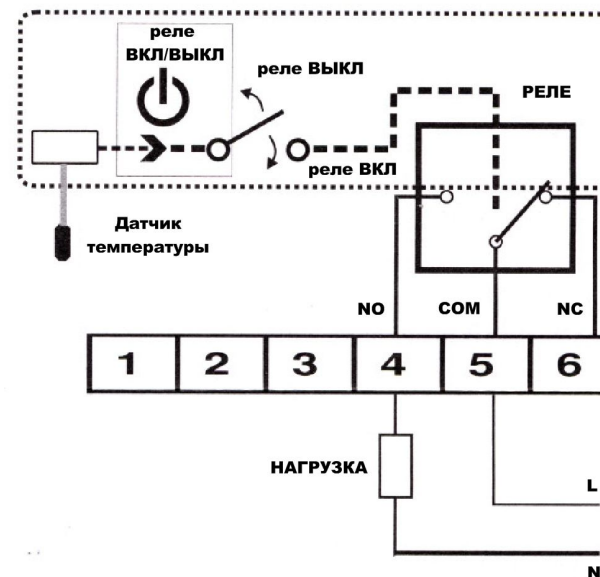 реле
ВКЛ/ВЫКЛ
реле ВЫКЛ
РЕЛЕ
реле ВКЛ
Датчик
температуры
NO COM NC
1 2 3 4 5 6
НАГРУЗКА
L
N